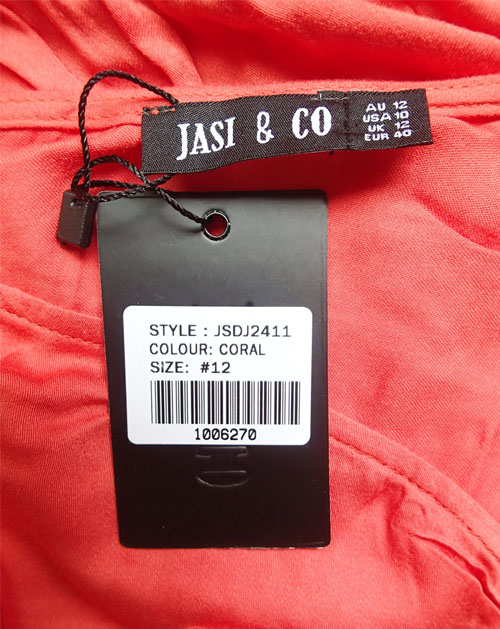 JASI & CO
AU 12
USA 10
UK 12
EUR 40
STYLE : JSDJ2411
COLOUR: CORAL
SIZE: #12
1006270